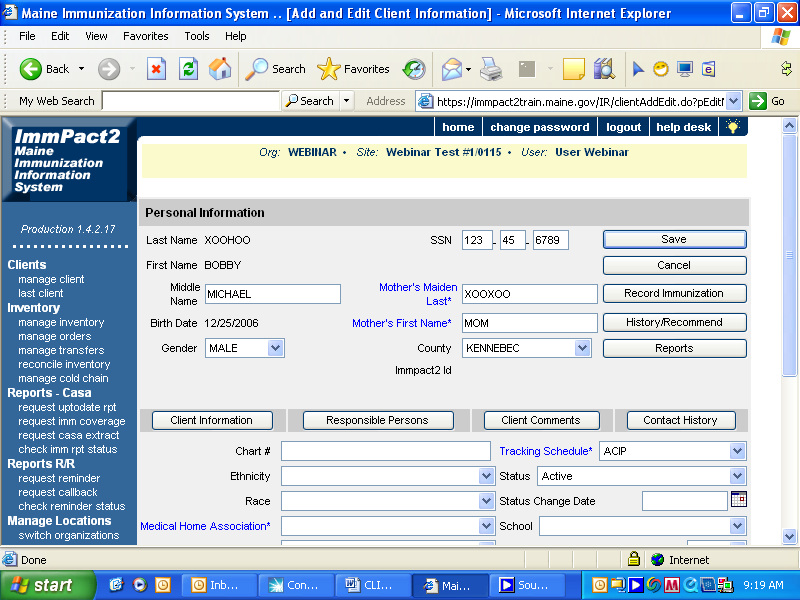 Maine Immunization Information System .. [Add and Edit Client Information] - Microsoft Internet Explorer
File Edit View Favorites Tools Help
Back Search Favorites
My Web Search Search Address https://immpact2train.maine.gov/IR/clientAddEdit.do?pEditM Go
ImmPact2
Maine
Immunization
Information
System
home change password logout help desk
Org: WEBINAR • Site: Webinar Test #1/0115 • User: User Webinar
Production 1.4.2.17
Clients
manage client
last client
Inventory
manage inventory
manage orders
manage transfers
reconcile inventory
manage cold chain
Reports - Casa
request uptodate rpt
request imm coverage
request casa extract
check imm rpt status
Reports R/R
request reminder
request callback
check reminder status
Manage Locations
switch organizations
Personal Information
Last Name XOOHOO SSN 123 - 45 - 6789 Save
First Name BOBBY Cancel
Middle Name MICHAEL Mother's Maiden Last* XOOXOO Record Immunization
Birth Date 12/25/2006 Mother's First Name* MOM History/Recommend
Gender MALE County KENNEBEC Reports
Immpact2 Id
Client Information Responsible Persons Client Comments Contact History
Chart # Tracking Schedule* ACIP
Ethnicity Status Active
Race Status Change Date
Medical Home Association* School
Done Internet
start Inb... Con... CLI... Mai... Sou... 9:19 AM